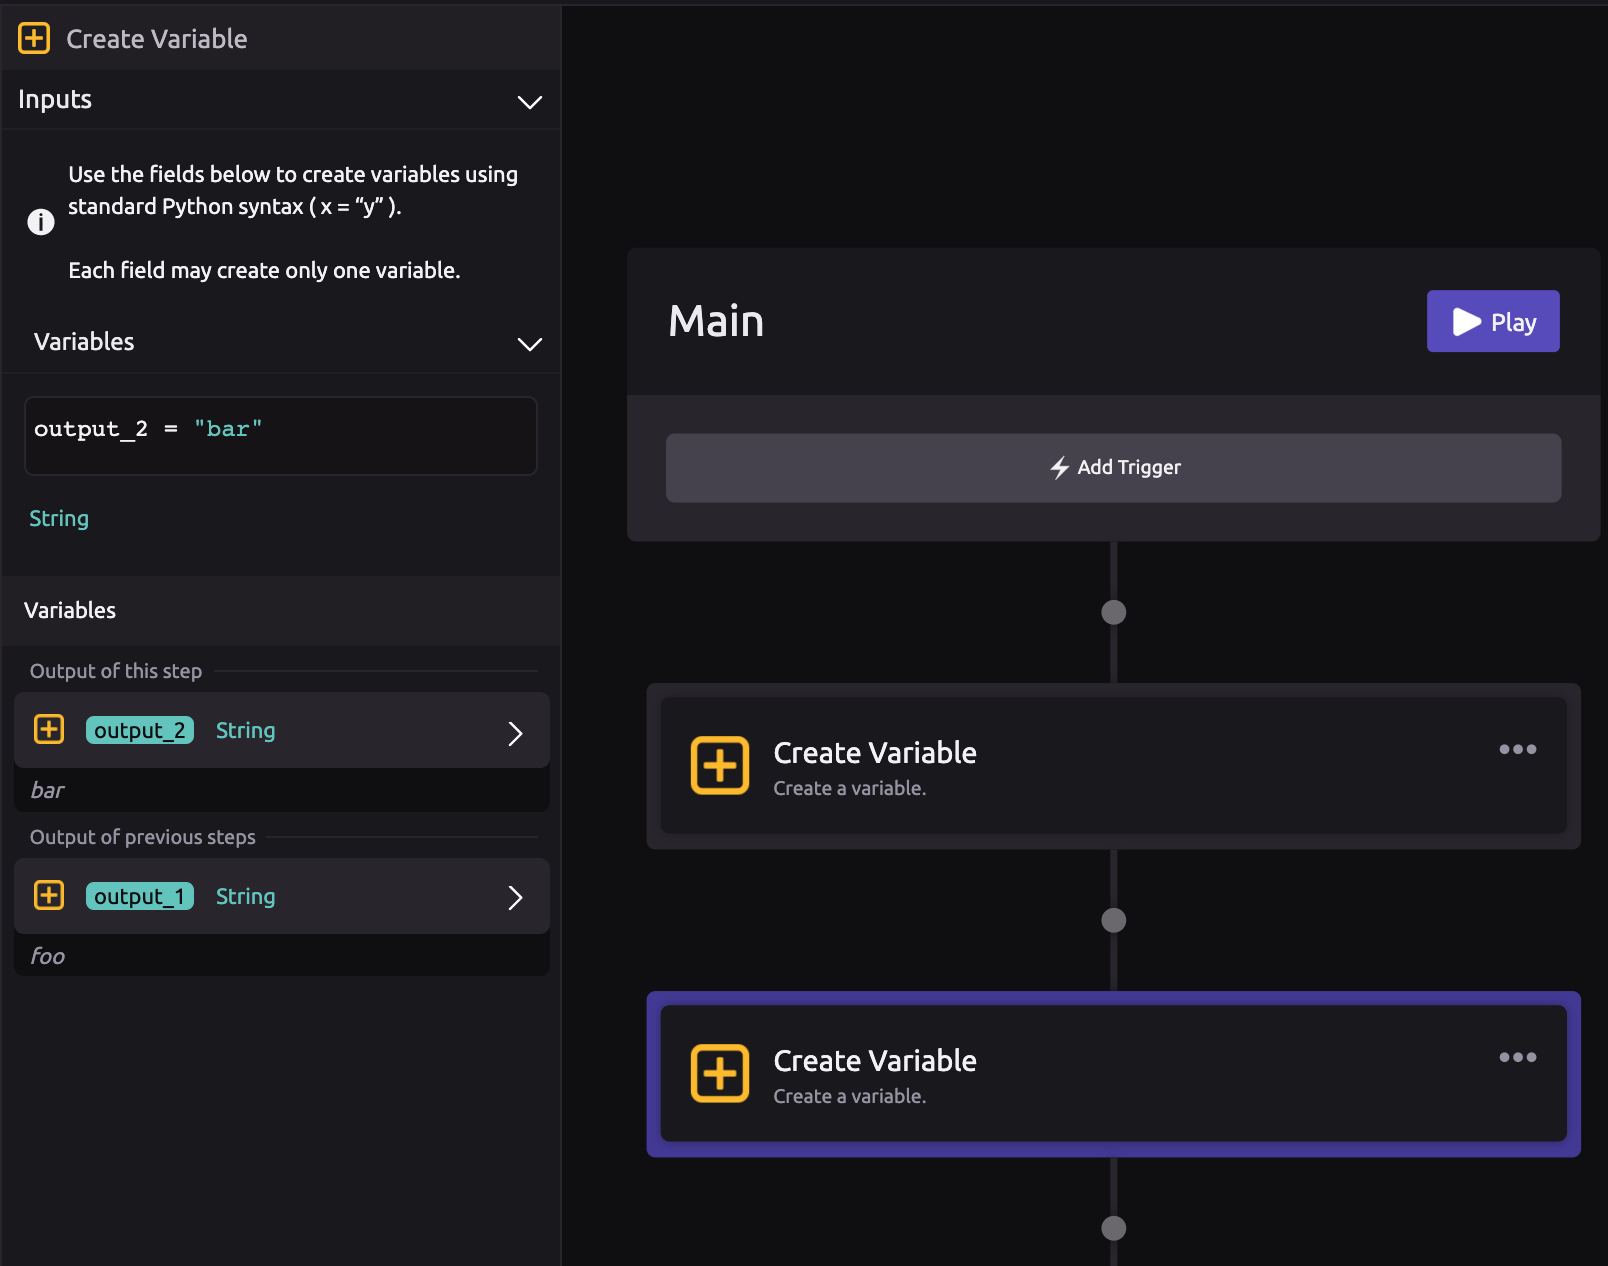 Create Variable
Inputs
Use the fields below to create variables using
standard Python syntax ( x = “y” ).
Each field may create only one variable.
Variables
output_2 = "bar"
String
Variables
Output of this step
output_2 String
bar
Output of previous steps
output_1 String
foo
Main
Play
Add Trigger
Create Variable
Create a variable.
Create Variable
Create a variable.